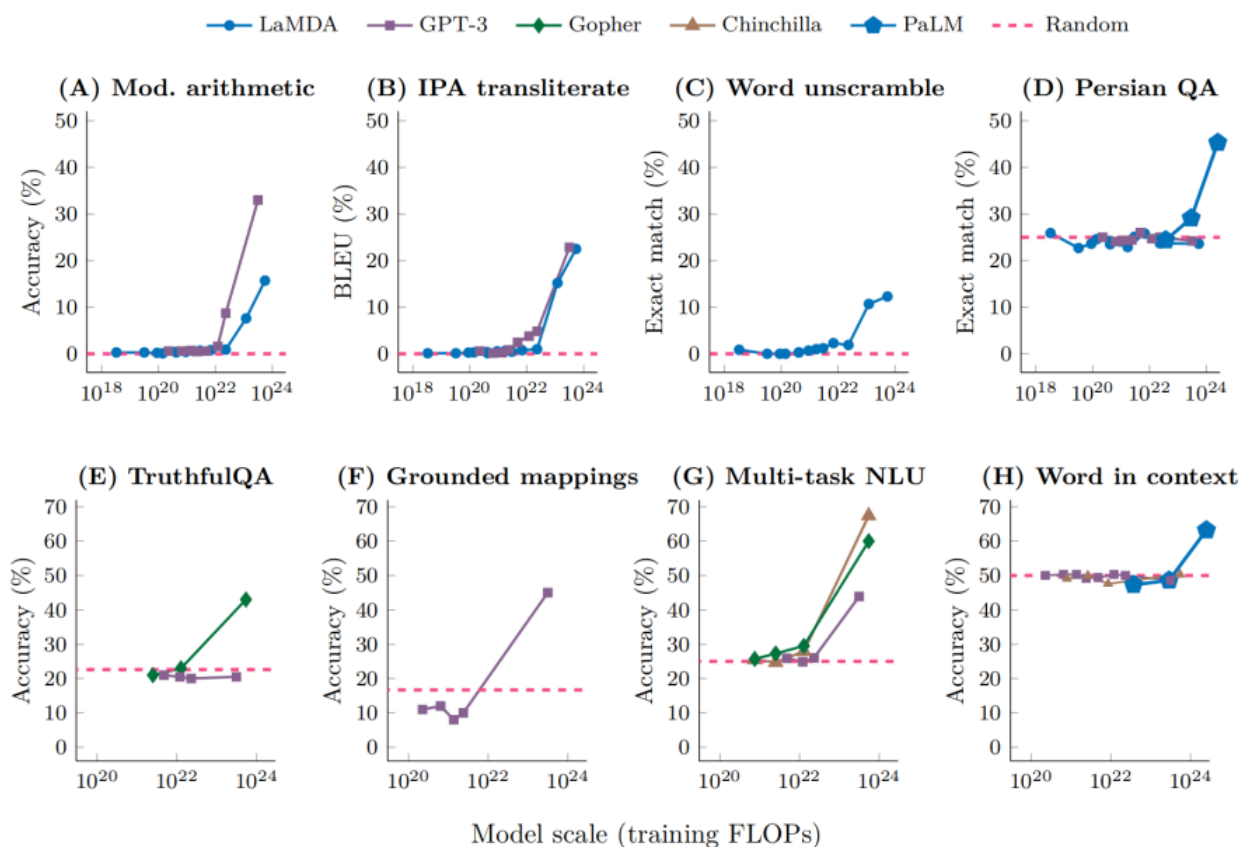 LaMDA GPT-3 Gopher Chinchilla PaLM Random
(A) Mod. arithmetic
Accuracy (%)
50
40
30
20
10
0
10^18 10^20 10^22 10^24
(B) IPA transliterate
BLEU (%)
50
40
30
20
10
0
10^18 10^20 10^22 10^24
(C) Word unscramble
Exact match (%)
50
40
30
20
10
0
10^18 10^20 10^22 10^24
(D) Persian QA
Exact match (%)
50
40
30
20
10
0
10^18 10^20 10^22 10^24
(E) TruthfulQA
Accuracy (%)
70
60
50
40
30
20
10
0
10^20 10^22 10^24
(F) Grounded mappings
Accuracy (%)
70
60
50
40
30
20
10
0
10^20 10^22 10^24
(G) Multi-task NLU
Accuracy (%)
70
60
50
40
30
20
10
0
10^20 10^22 10^24
(H) Word in context
Accuracy (%)
70
60
50
40
30
20
10
0
10^20 10^22 10^24
Model scale (training FLOPs)